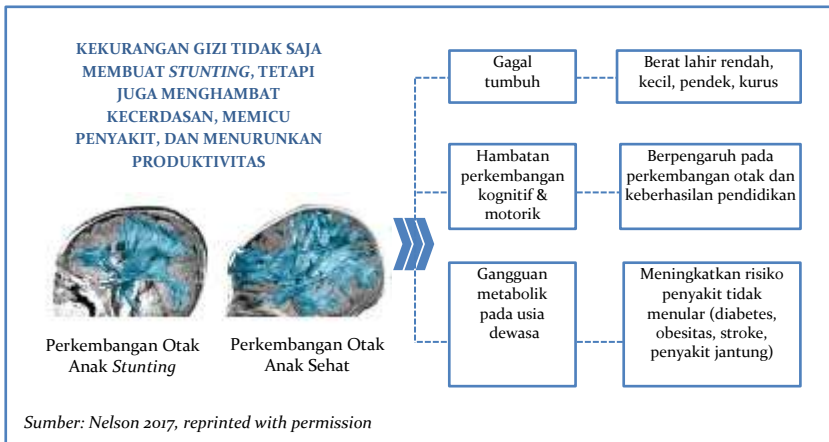 KEKURANGAN GIZI TIDAK SAJA
MEMBUAT STUNTING, TETAPI
JUGA MENGHAMBAT
KECERDASAN, MEMICU
PENYAKIT, DAN MENURUNKAN
PRODUKTIVITAS
Perkembangan Otak
Anak Stunting
Perkembangan Otak
Anak Sehat
Gagal
tumbuh
Berat lahir rendah,
kecil, pendek, kurus
Hambatan
perkembangan
kognitif &
motorik
Berpengaruh pada
perkembangan otak dan
keberhasilan pendidikan
Gangguan
metabolik
pada usia
dewasa
Meningkatkan risiko
penyakit tidak
menular (diabetes,
obesitas, stroke,
penyakit jantung)
Sumber: Nelson 2017, reprinted with permission